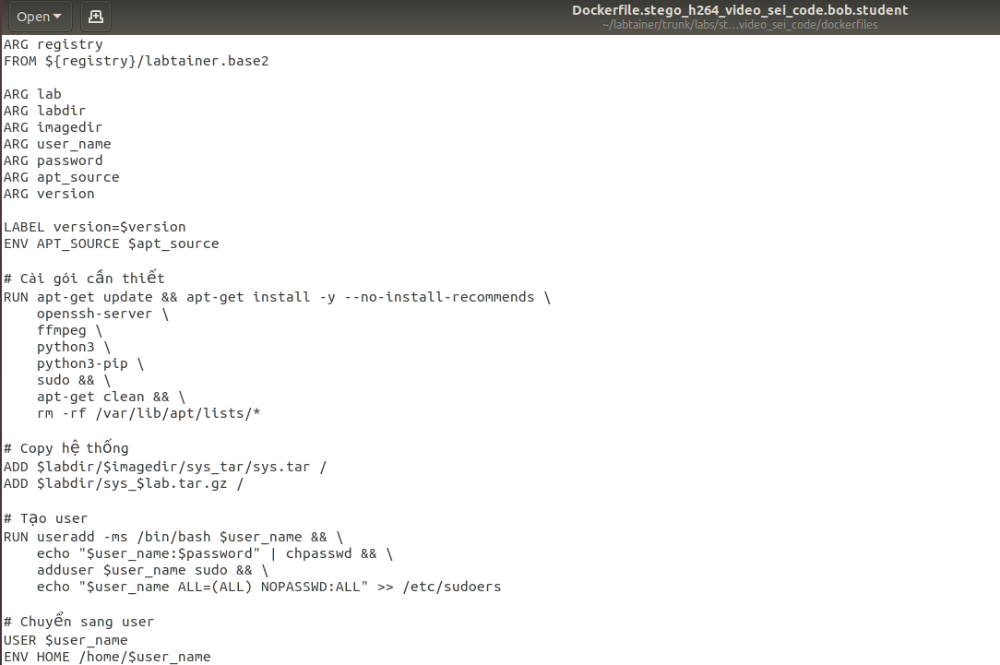 Open
Dockerfile.stego_h264_video_sei_code.bob.student
~/labtainer/trunk/labs/st...video_sei_code/dockerfiles
ARG registry
FROM ${registry}/labtainer.base2

ARG lab
ARG labdir
ARG imagedir
ARG user_name
ARG password
ARG apt_source
ARG version

LABEL version=$version
ENV APT_SOURCE $apt_source

# Cài gói cần thiết
RUN apt-get update && apt-get install -y --no-install-recommends \
    openssh-server \
    ffmpeg \
    python3 \
    python3-pip \
    sudo && \
    apt-get clean && \
    rm -rf /var/lib/apt/lists/*

# Copy hệ thống
ADD $labdir/$imagedir/sys_tar/sys.tar /
ADD $labdir/sys_$lab.tar.gz /

# Tạo user
RUN useradd -ms /bin/bash $user_name && \
    echo "$user_name:$password" | chpasswd && \
    adduser $user_name sudo && \
    echo "$user_name ALL=(ALL) NOPASSWD:ALL" >> /etc/sudoers

# Chuyển sang user
USER $user_name
ENV HOME /home/$user_name